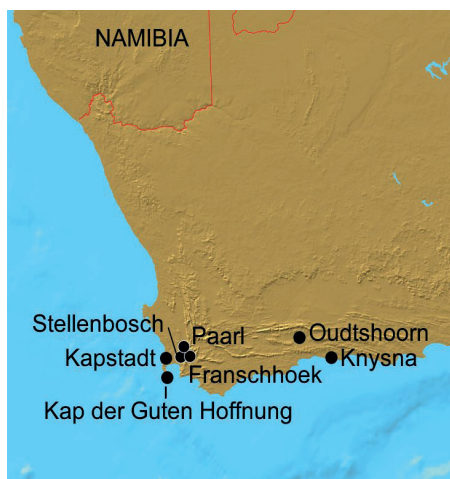 NAMIBIA
Stellenbosch
Paarl
Oudtshoorn
Kapstadt
Franschhoek
Knysna
Kap der Guten Hoffnung